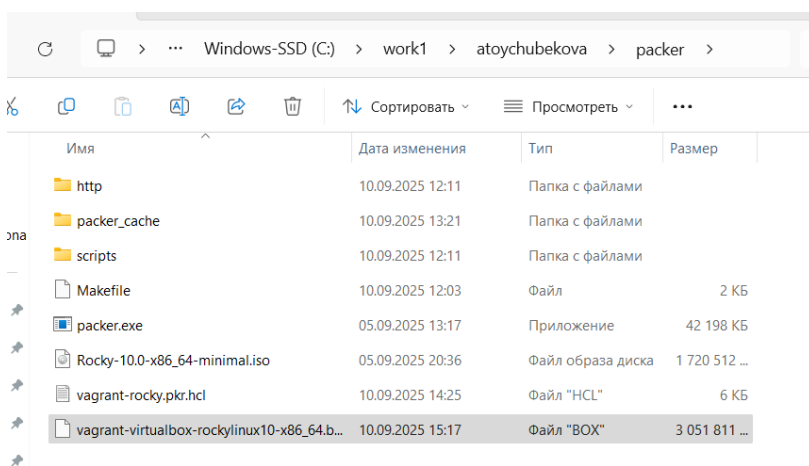 Windows-SSD (C:) > work1 > atoychubekova > packer >
Сортировать Просмотреть
Имя Дата изменения Тип Размер
http 10.09.2025 12:11 Папка с файлами
packer_cache 10.09.2025 13:21 Папка с файлами
scripts 10.09.2025 12:11 Папка с файлами
Makefile 10.09.2025 12:03 Файл 2 КБ
packer.exe 05.09.2025 13:17 Приложение 42 198 КБ
Rocky-10.0-x86_64-minimal.iso 05.09.2025 20:36 Файл образа диска 1 720 512 ...
vagrant-rocky.pkr.hcl 10.09.2025 14:25 Файл "HCL" 6 КБ
vagrant-virtualbox-rockylinux10-x86_64.b... 10.09.2025 15:17 Файл "BOX" 3 051 811 ...